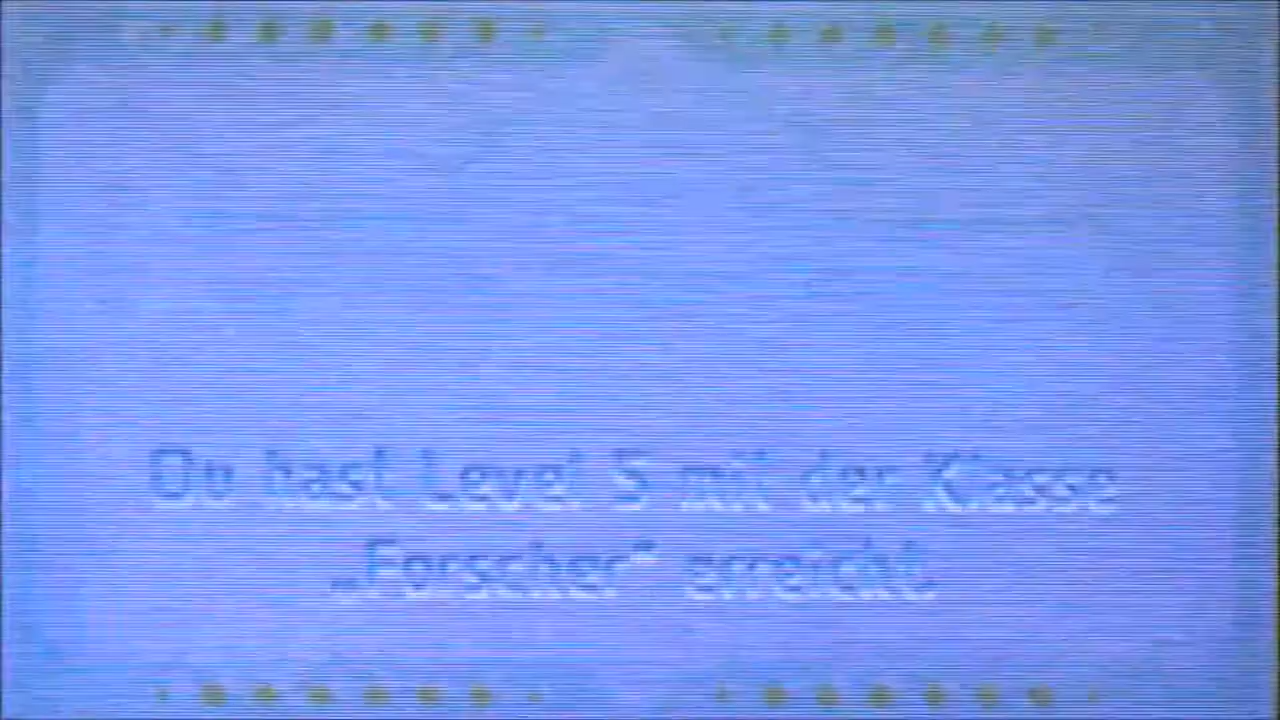 Du hast Level 5 mit der Klasse
„Forscher“ erreicht.